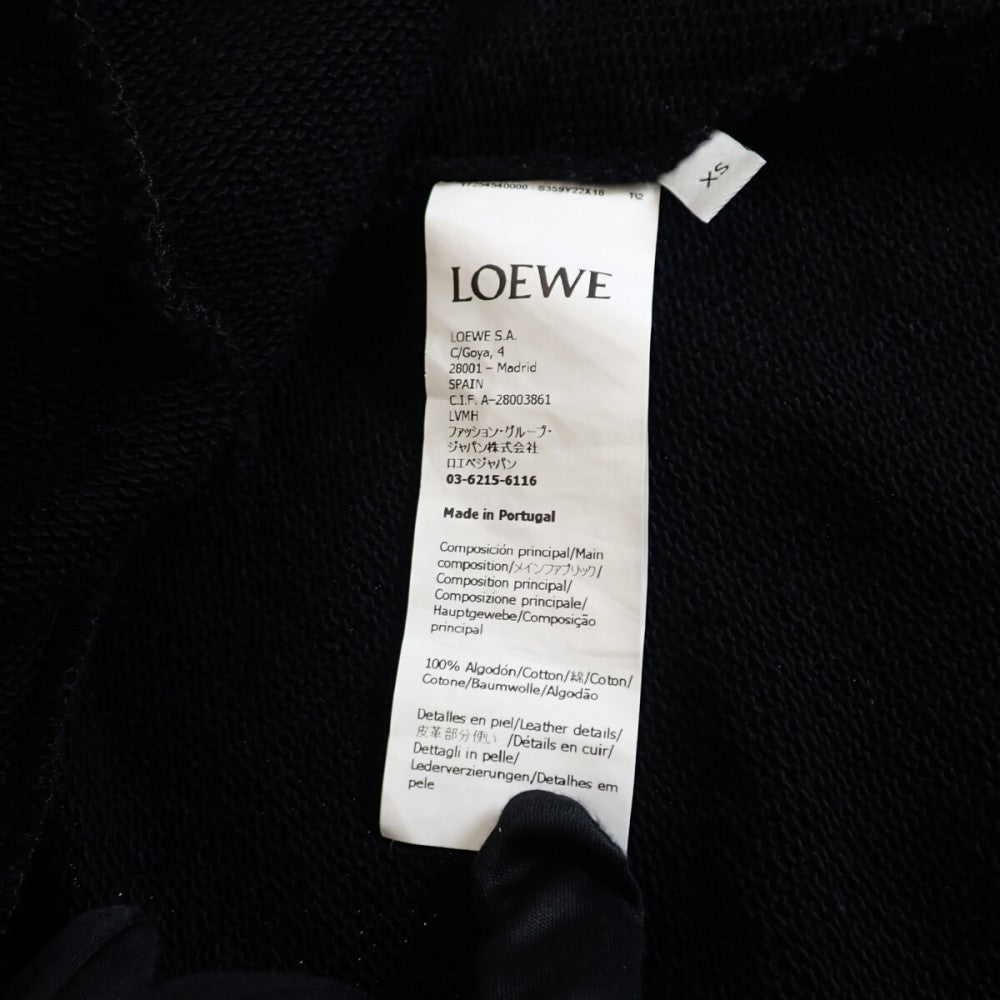 17254540000 - S359Y22X18 1\2
XS
LOEWE
LOEWE S.A.
C/Goya, 4
28001 – Madrid
SPAIN
C.I.F. A-28003861
LVMH
ファッション・グループ・
ジャパン株式会社
ロエベジャパン
03-6215-6116
Made in Portugal
Composición principal/Main
composition/メインファブリック/
Composition principal/
Composizione principale/
Hauptgewebe/Composição
principal
100% Algodón/Cotton/綿/Coton/
Cotone/Baumwolle/Algodão
Detalles en piel/Leather details/
皮革部分使い /Détails en cuir/
Dettagli in pelle/
Lederverzierungen/Detalhes em
pele